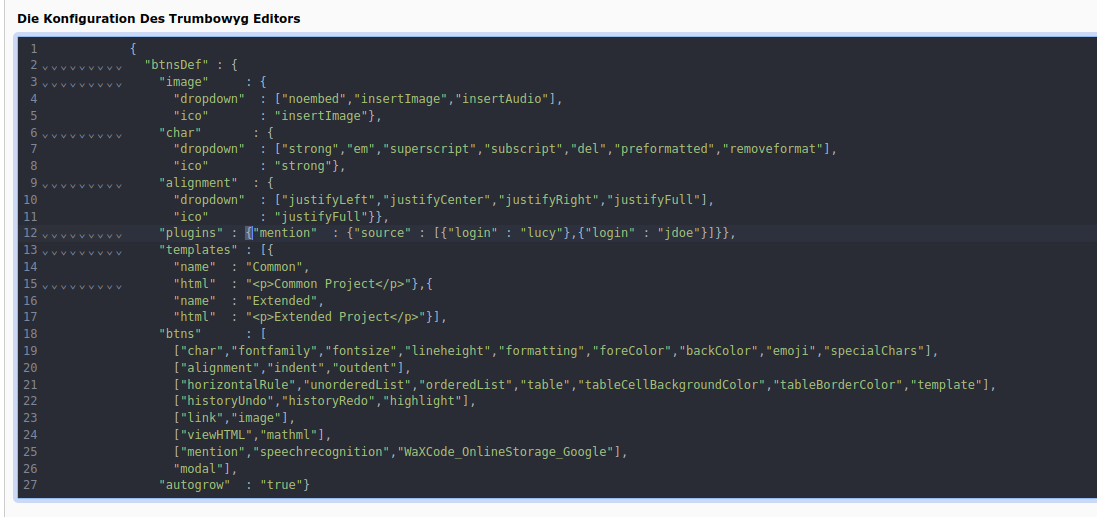 Die Konfiguration Des Trumbowyg Editors
1 {
2 "btnsDef" : {
3 "image" : {
4 "dropdown" : ["noembed","insertImage","insertAudio"],
5 "ico" : "insertImage"},
6 "char" : {
7 "dropdown" : ["strong","em","superscript","subscript","del","preformatted","removeformat"],
8 "ico" : "strong"},
9 "alignment" : {
10 "dropdown" : ["justifyLeft","justifyCenter","justifyRight","justifyFull"],
11 "ico" : "justifyFull"}},
12 "plugins" : {"mention" : {"source" : [{"login" : "lucy"},{"login" : "jdoe"}]}},
13 "templates" : [{
14 "name" : "Common",
15 "html" : "<p>Common Project</p>"},{
16 "name" : "Extended",
17 "html" : "<p>Extended Project</p>"}],
18 "btns" : [
19 ["char","fontfamily","fontsize","lineheight","formatting","foreColor","backColor","emoji","specialChars"],
20 ["alignment","indent","outdent"],
21 ["horizontalRule","unorderedList","orderedList","table","tableCellBackgroundColor","tableBorderColor","template"],
22 ["historyUndo","historyRedo","highlight"],
23 ["link","image"],
24 ["viewHTML","mathml"],
25 ["mention","speechrecognition","WaXCode_OnlineStorage_Google"],
26 "modal"],
27 "autogrow" : "true"}